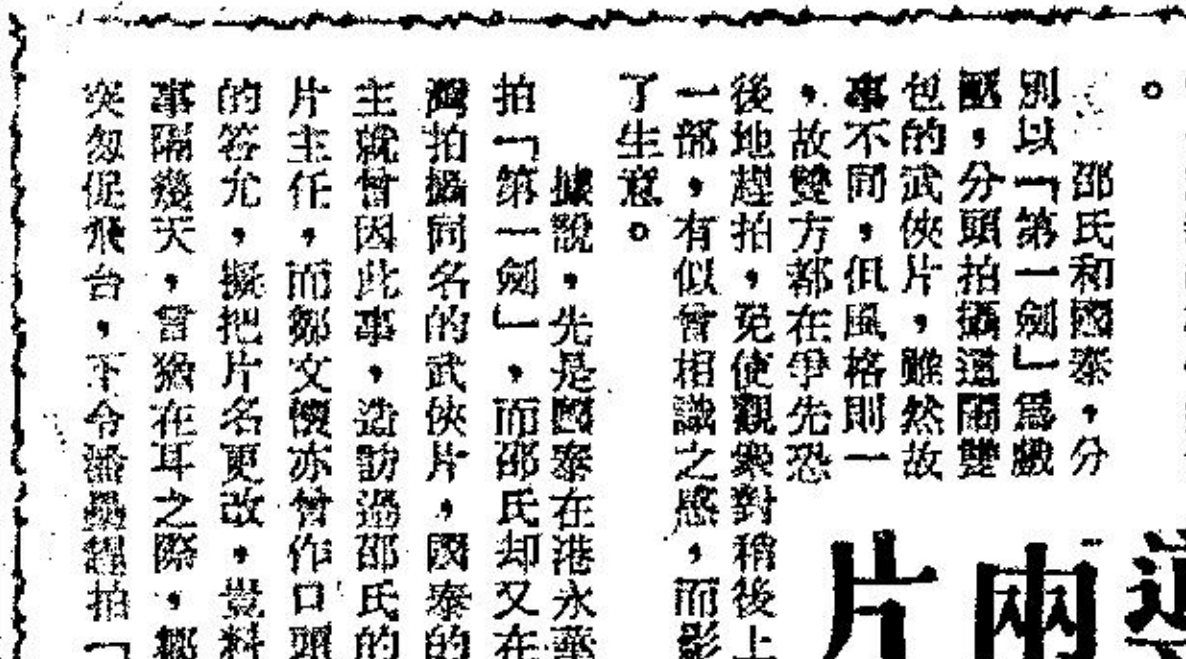 。
邵氏和國泰,分
別以「第一劍」爲戲
,分頭拍攝這兩雙
包的武俠片,雖然故
事不同,但風格則一
,故雙方都在爭先恐
後地趕拍,免使觀衆對稍後上
一部,有似曾相識之感,而影
了生意。
據說,先是國泰在港永華
拍「第一劍」,而邵氏却又在
灣拍攝同名的武俠片,國泰的
主就曾因此事,造訪過邵氏的
片主任,而鄒文懷亦曾作口頭
的答允,擬把片名更改,豈料
事隔幾天,言猶在耳之際,鄒
突匆促飛台,下令潘壘趕拍「
兩片